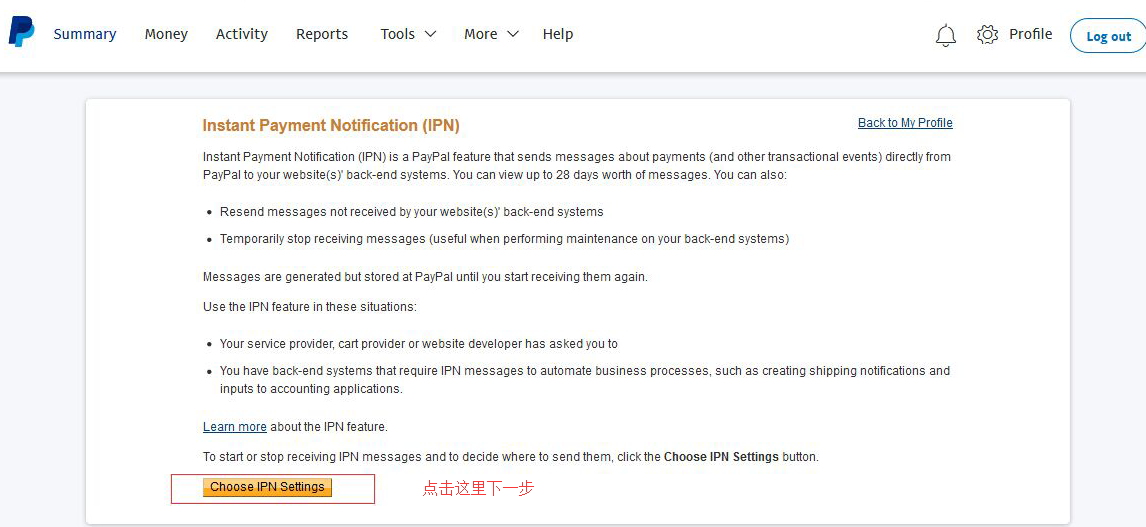 Summary Money Activity Reports Tools More Help Profile Log out
Instant Payment Notification (IPN) Back to My Profile
Instant Payment Notification (IPN) is a PayPal feature that sends messages about payments (and other transactional events) directly from
PayPal to your website(s)' back-end systems. You can view up to 28 days worth of messages. You can also:
• Resend messages not received by your website(s)' back-end systems
• Temporarily stop receiving messages (useful when performing maintenance on your back-end systems)
Messages are generated but stored at PayPal until you start receiving them again.
Use the IPN feature in these situations:
• Your service provider, cart provider or website developer has asked you to
• You have back-end systems that require IPN messages to automate business processes, such as creating shipping notifications and
inputs to accounting applications.
Learn more about the IPN feature.
To start or stop receiving IPN messages and to decide where to send them, click the Choose IPN Settings button.
Choose IPN Settings 点击这里下一步